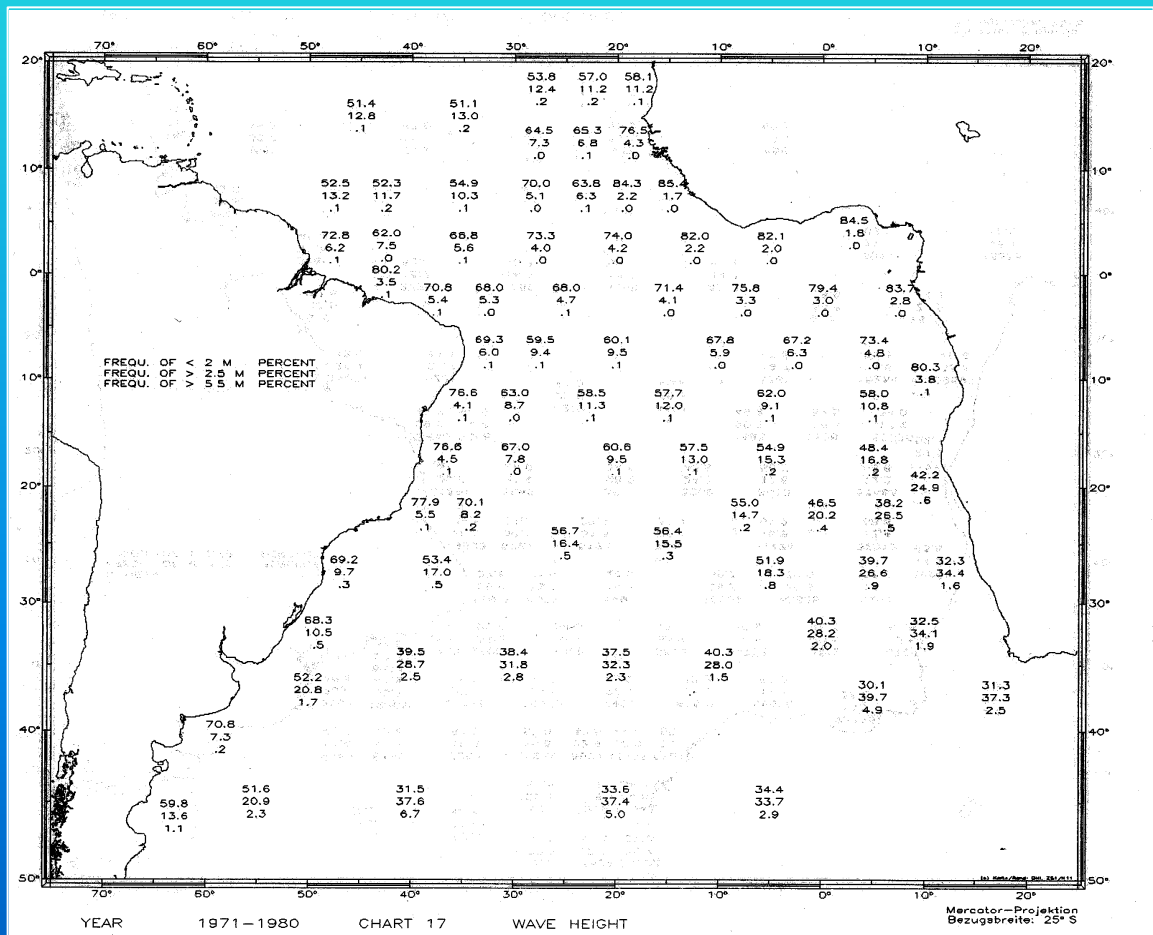 70° 60° 50° 40° 30° 20° 10° 0° 10° 20°
20° 20°
53.8 57.0 58.1
12.4 11.2 11.2
.2 .2 .1
51.4 51.1
12.8 13.0
.1 .2
64.5 65.3 76.5
7.3 6.8 4.3
.0 .1 .0
10° 10°
52.5 52.3 54.9 70.0 63.8 84.3 85.4
13.2 11.7 10.3 5.1 6.3 2.2 1.7
.1 .2 .1 .0 .1 .0 .0
84.5
1.8
.0
72.8 62.0 66.8 73.3 74.0 82.0 82.1
6.2 7.5 5.6 4.0 4.2 2.2 2.0
.1 .0 .1 .0 .0 .0 .0
0° 0°
80.2
3.5
.1
70.8 68.0 68.0 71.4 75.8 79.4 83.7
5.4 5.3 4.7 4.1 3.3 3.0 2.8
.1 .0 .1 .0 .0 .0 .0
69.3 59.5 60.1 67.8 67.2 73.4
6.0 9.4 9.5 5.9 6.3 4.8
.1 .1 .1 .0 .0 .0
FREQU. OF < 2 M PERCENT
FREQU. OF > 2.5 M PERCENT
FREQU. OF > 5.5 M PERCENT
80.3
3.8
.1
10° 10°
76.6 63.0 58.5 57.7 62.0 58.0
4.1 8.7 11.3 12.0 9.1 10.8
.1 .0 .1 .1 .1 .1
76.6 67.0 60.6 57.5 54.9 48.4
4.5 7.8 9.5 13.0 15.3 16.8
.1 .0 .1 .1 .2 .2
42.2
24.9
.6
20° 20°
77.9 70.1 55.0 46.5 38.2
5.5 8.2 14.7 20.2 26.5
.1 .2 .2 .4 .5
56.7 56.4
16.4 15.5
.5 .3
69.2 53.4 51.9 39.7 32.3
9.7 17.0 18.3 26.6 34.4
.3 .5 .8 .9 1.6
30° 30°
68.3 40.3 32.5
10.5 28.2 34.1
.5 2.0 1.9
39.5 38.4 37.5 40.3
28.7 31.8 32.3 28.0
2.5 2.8 2.3 1.5
52.2
20.8
1.7
30.1 31.3
39.7 37.3
4.9 2.5
70.8
7.3
.2
40° 40°
51.6 31.5 33.6 34.4
20.9 37.6 37.4 33.7
2.3 6.7 5.0 2.9
59.8
13.6
1.1
50° 50°
70° 60° 50° 40° 30° 20° 10° 0° 10° 20°
YEAR 1971-1980 CHART 17 WAVE HEIGHT
Mercator-Projektion
Bezugsbreite: 25° S